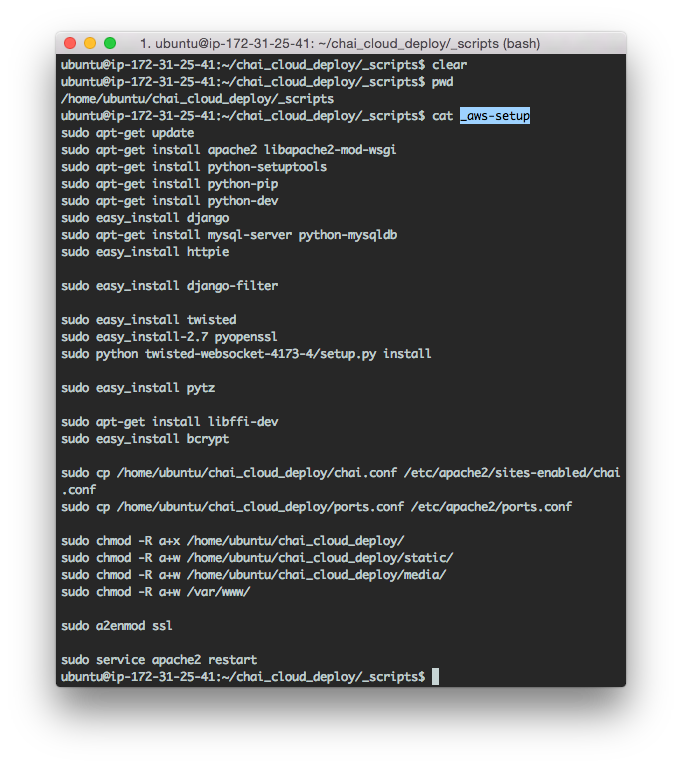 1. ubuntu@ip-172-31-25-41: ~/chai_cloud_deploy/_scripts (bash)
ubuntu@ip-172-31-25-41:~/chai_cloud_deploy/_scripts$ clear
ubuntu@ip-172-31-25-41:~/chai_cloud_deploy/_scripts$ pwd
/home/ubuntu/chai_cloud_deploy/_scripts
ubuntu@ip-172-31-25-41:~/chai_cloud_deploy/_scripts$ cat _aws-setup
sudo apt-get update
sudo apt-get install apache2 libapache2-mod-wsgi
sudo apt-get install python-setuptools
sudo apt-get install python-pip
sudo apt-get install python-dev
sudo easy_install django
sudo apt-get install mysql-server python-mysqldb
sudo easy_install httpie
sudo easy_install django-filter
sudo easy_install twisted
sudo easy_install-2.7 pyopenssl
sudo python twisted-websocket-4173-4/setup.py install
sudo easy_install pytz
sudo apt-get install libffi-dev
sudo easy_install bcrypt
sudo cp /home/ubuntu/chai_cloud_deploy/chai.conf /etc/apache2/sites-enabled/chai
.conf
sudo cp /home/ubuntu/chai_cloud_deploy/ports.conf /etc/apache2/ports.conf
sudo chmod -R a+x /home/ubuntu/chai_cloud_deploy/
sudo chmod -R a+w /home/ubuntu/chai_cloud_deploy/static/
sudo chmod -R a+w /home/ubuntu/chai_cloud_deploy/media/
sudo chmod -R a+w /var/www/
sudo a2enmod ssl
sudo service apache2 restart
ubuntu@ip-172-31-25-41:~/chai_cloud_deploy/_scripts$